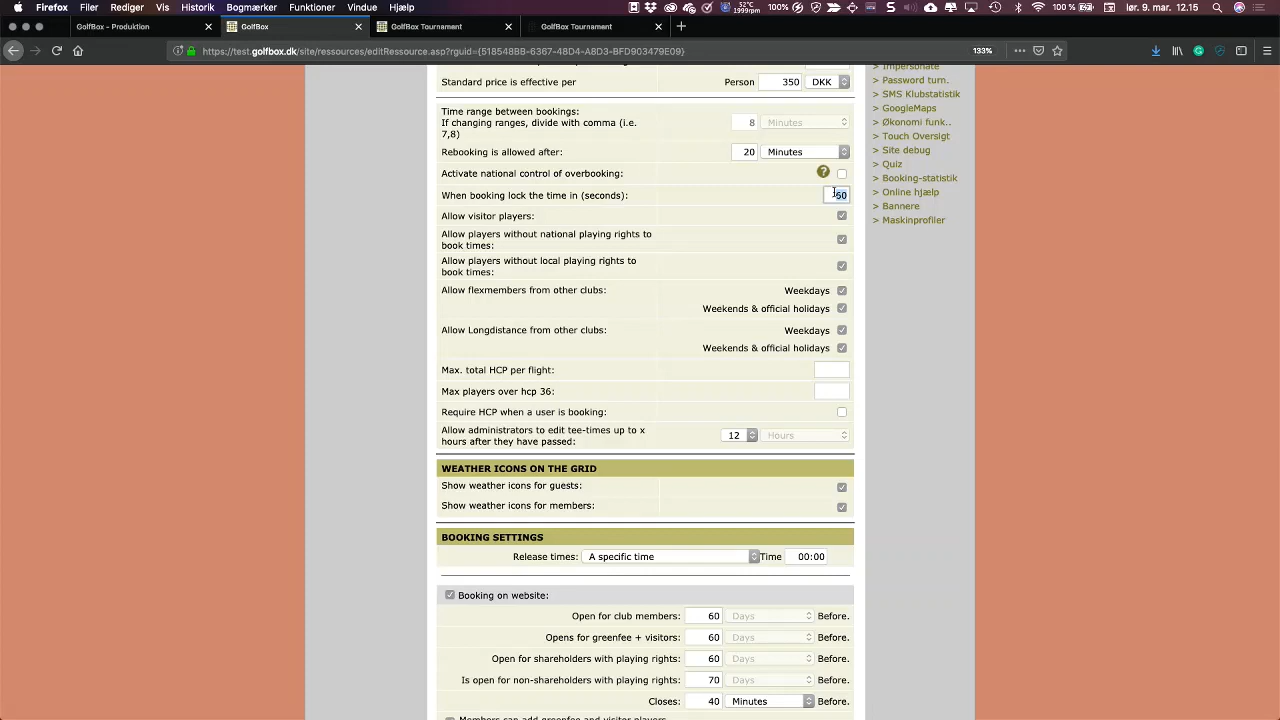 Firefox Arkiv Rediger Vis Historik Bogmærker Funktioner Vindue Hjælp 2999rpm 100% Lør. 9. maj 12.15
GolfBox - Produktion
GolfBox
GolfBox Tournament
GolfBox Tournament
https://test.golfbox.dk/site/ressources/editRessource.asp?rguid={518548BB-6367-48D4-A8D3-BFD903479E09}
133%
Standard price is effective per Person 350 DKK
Time range between bookings:
If changing ranges, divide with comma (i.e.
7,8)
8 Minutes
Rebooking is allowed after: 20 Minutes
Activate national control of overbooking: ?
When booking lock the time in (seconds): 60
Allow visitor players:
Allow players without national playing rights to
book times:
Allow players without local playing rights to
book times:
Allow flexmembers from other clubs: Weekdays
Weekends & official holidays
Allow Longdistance from other clubs: Weekdays
Weekends & official holidays
Max. total HCP per flight:
Max players over hcp 36:
Require HCP when a user is booking:
Allow administrators to edit tee-times up to x
hours after they have passed:
12 Hours
WEATHER ICONS ON THE GRID
Show weather icons for guests:
Show weather icons for members:
BOOKING SETTINGS
Release times: A specific time Time 00:00
Booking on website:
Open for club members: 60 Days Before.
Opens for greenfee + visitors: 60 Days Before.
Open for shareholders with playing rights: 60 Days Before.
Is open for non-shareholders with playing rights: 70 Days Before.
Closes: 40 Minutes Before.
Members can add greenfee and visitor players
> Impersonate
> Password turn.
> SMS Klubstatistik
> GoogleMaps
> Økonomi funk..
> Touch Oversigt
> Site debug
> Quiz
> Booking-statistik
> Online hjælp
> Bannere
> Maskinprofiler